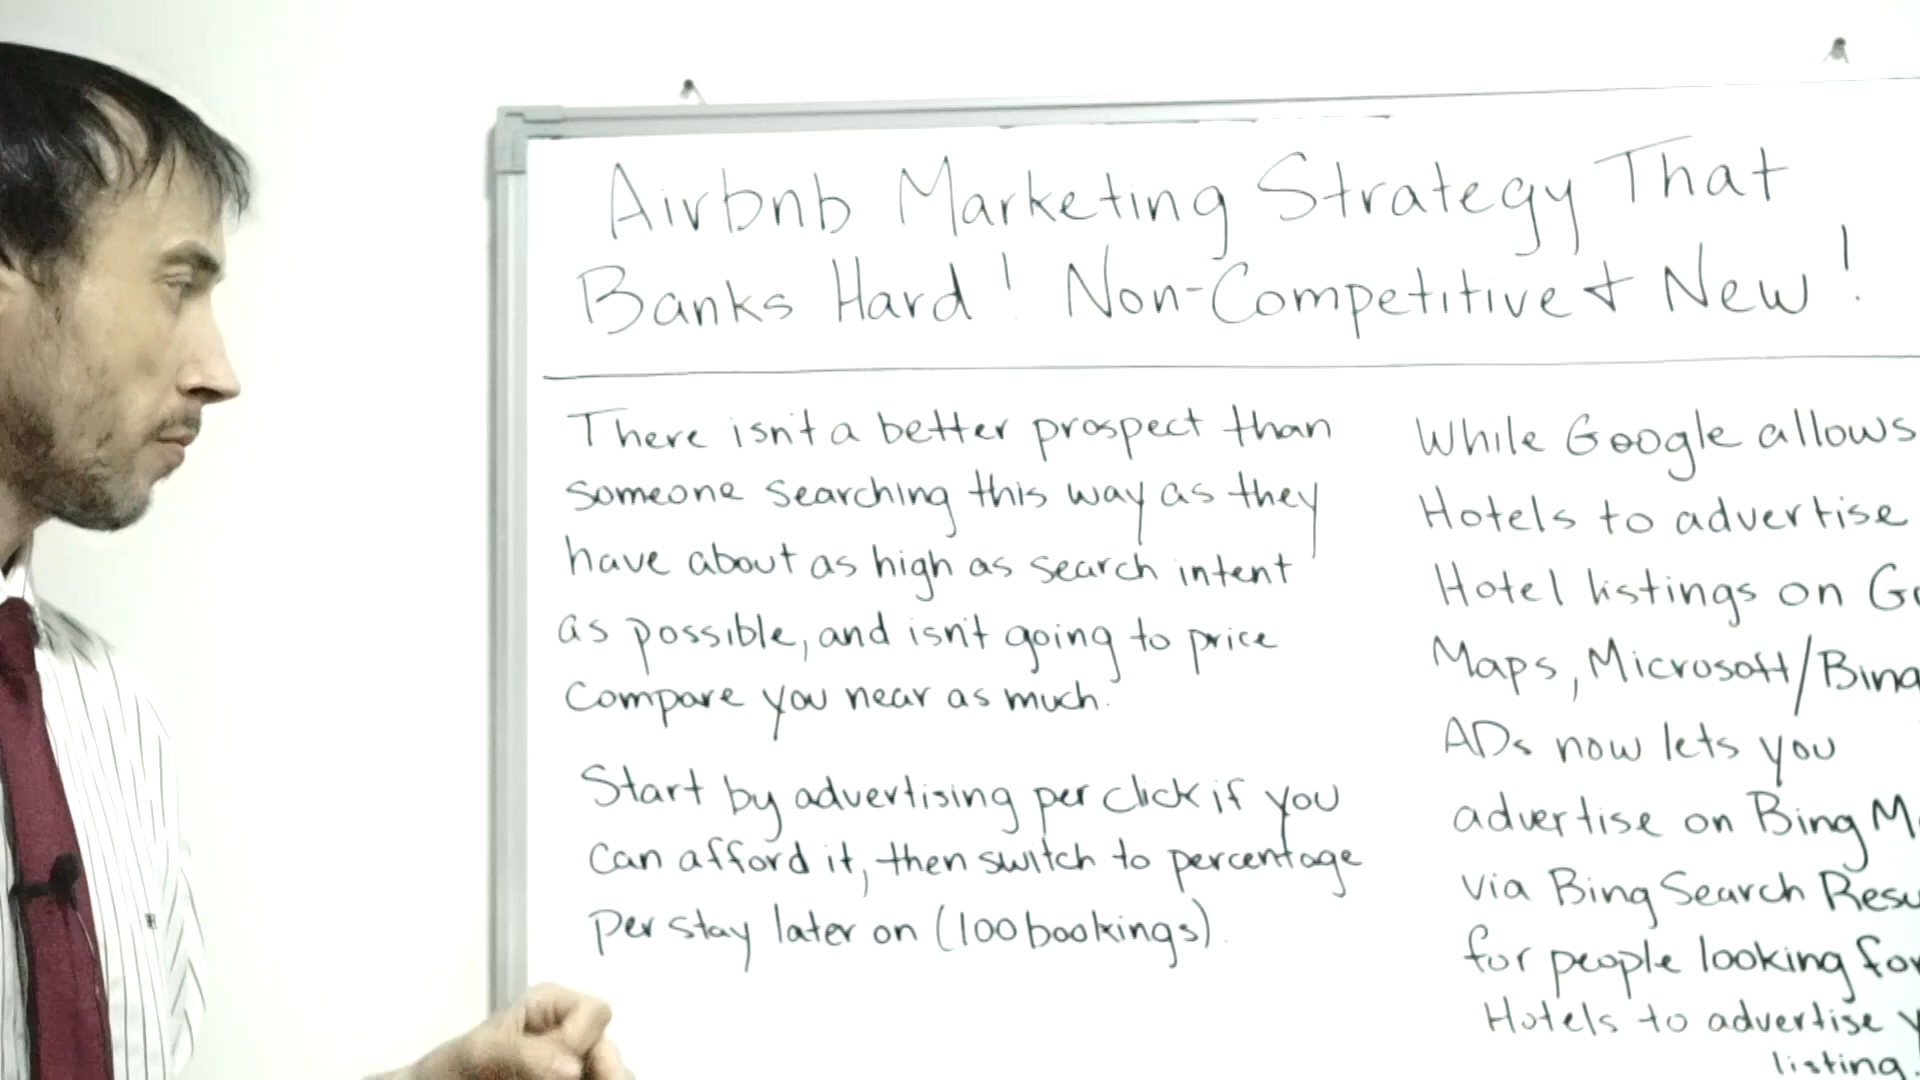 Airbnb Marketing Strategy That
Banks Hard! Non-Competitive & New!
There isn't a better prospect than
someone searching this way as they
have about as high as search intent
as possible, and isn't going to price
compare you near as much.
Start by advertising per click if you
can afford it, then switch to percentage
per stay later on (100 bookings).
While Google allows
Hotels to advertise
Hotel listings on
Maps, Microsoft/Bing
ADs now lets you
advertise on Bing
via Bing Search
for people looking for
Hotels to advertise
listing.